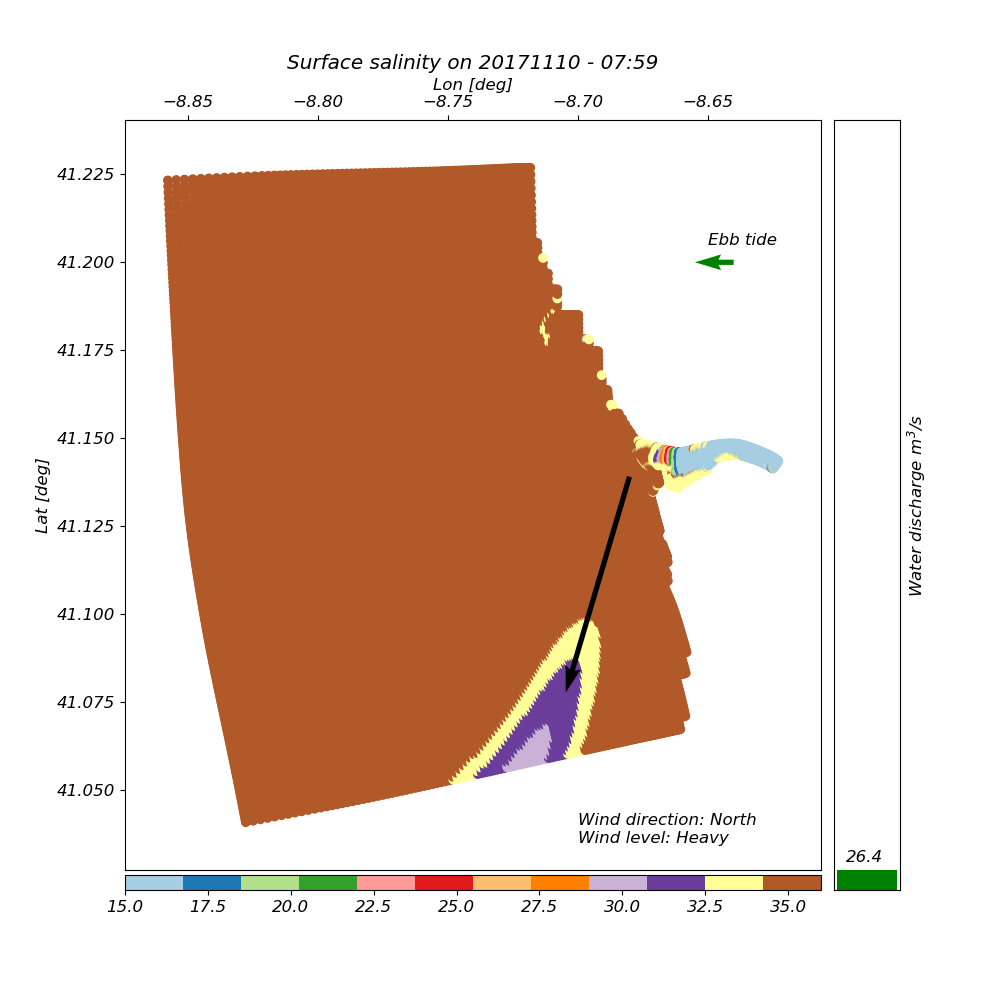 Surface salinity on 20171110 - 07:59
Lon [deg]
−8.85 −8.80 −8.75 −8.70 −8.65
41.225
41.200
41.175
41.150
41.125
41.100
41.075
41.050
Lat [deg]
Ebb tide
Wind direction: North
Wind level: Heavy
15.0 17.5 20.0 22.5 25.0 27.5 30.0 32.5 35.0
26.4
Water discharge m³/s